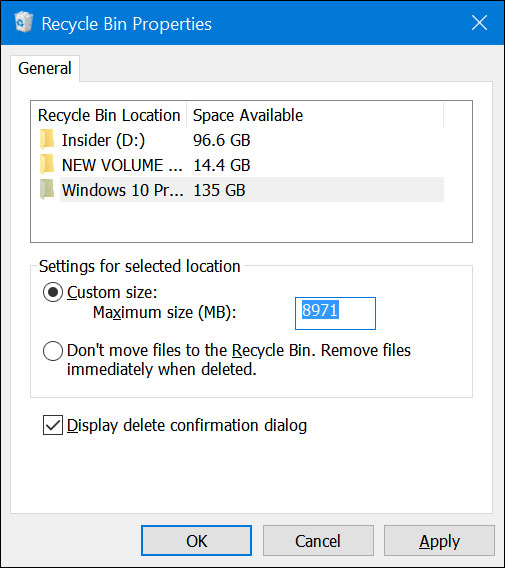 Recycle Bin Properties
General
Recycle Bin Location Space Available
Insider (D:) 96.6 GB
NEW VOLUME ... 14.4 GB
Windows 10 Pr... 135 GB
Settings for selected location
Custom size:
Maximum size (MB): 8971
Don't move files to the Recycle Bin. Remove files
immediately when deleted.
Display delete confirmation dialog
OK Cancel Apply